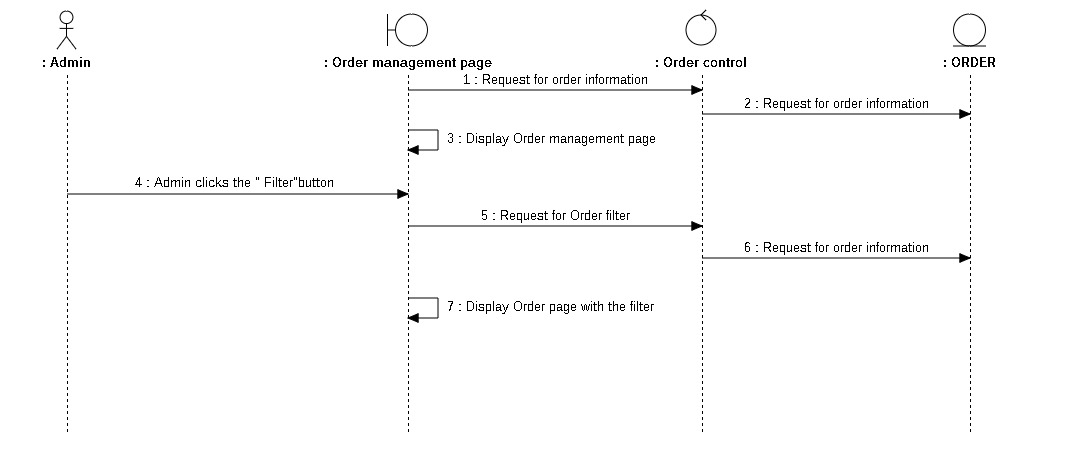 : Admin
: Order management page
: Order control
: ORDER
1 : Request for order information
2 : Request for order information
3 : Display Order management page
4 : Admin clicks the " Filter"button
5 : Request for Order filter
6 : Request for order information
7 : Display Order page with the filter